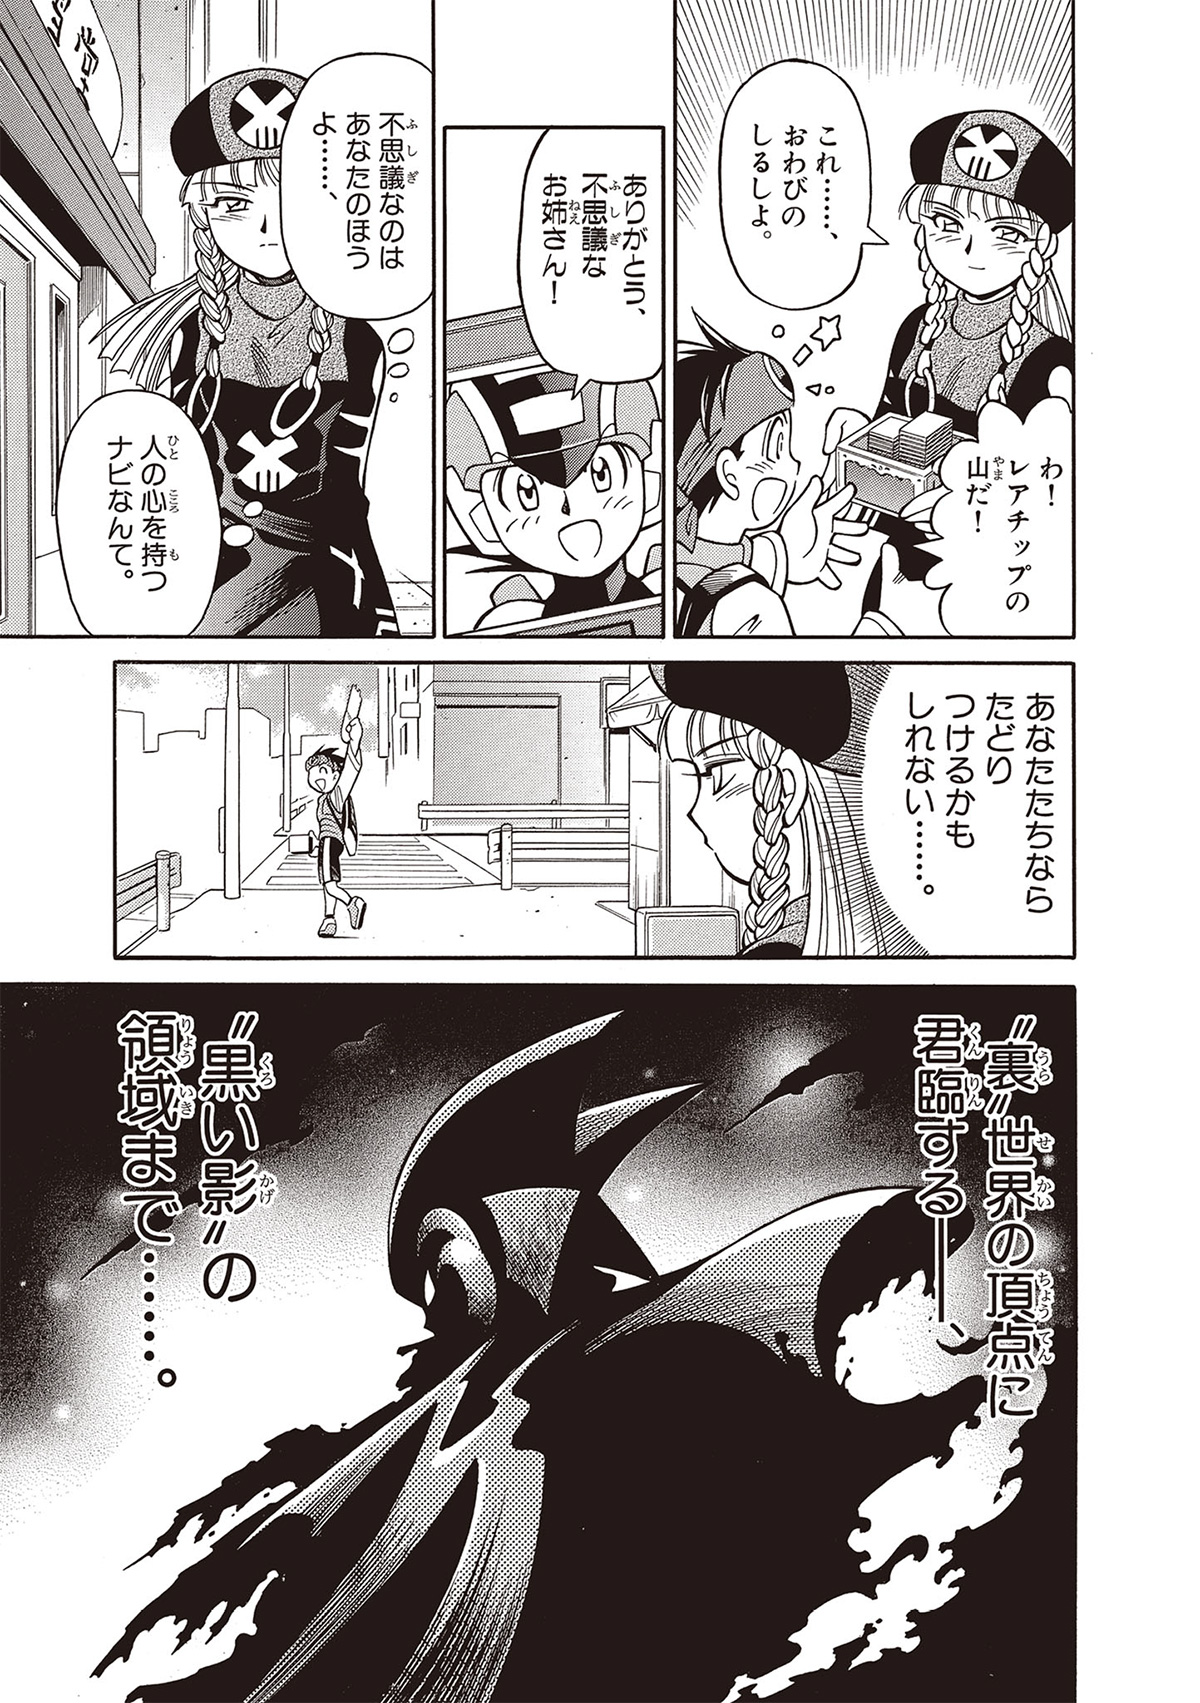 これ……、
おわびの
しるしよ。
わ！
レアチップの
山だ！
ありがとう、
不思議な
お姉さん！
不思議なのは
あなたのほう
よ……、
人の心を持つ
ナビなんて。
あなたたちなら
たどり
つけるかも
しれない……。
〝裏〟世界の頂点に
君臨する――、
〝黒い影〟の
領域まで……。